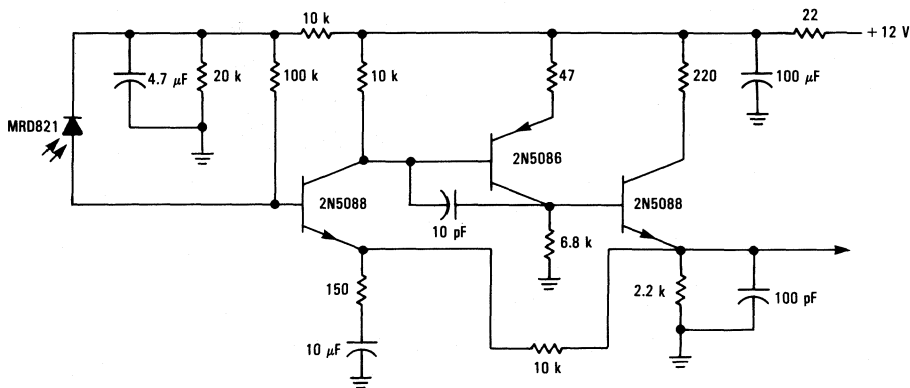 10 k
22
+ 12 V
4.7 μF
20 k
100 k
10 k
47
220
100 μF
MRD821
2N5086
2N5088
2N5088
10 pF
6.8 k
150
2.2 k
100 pF
10 μF
10 k